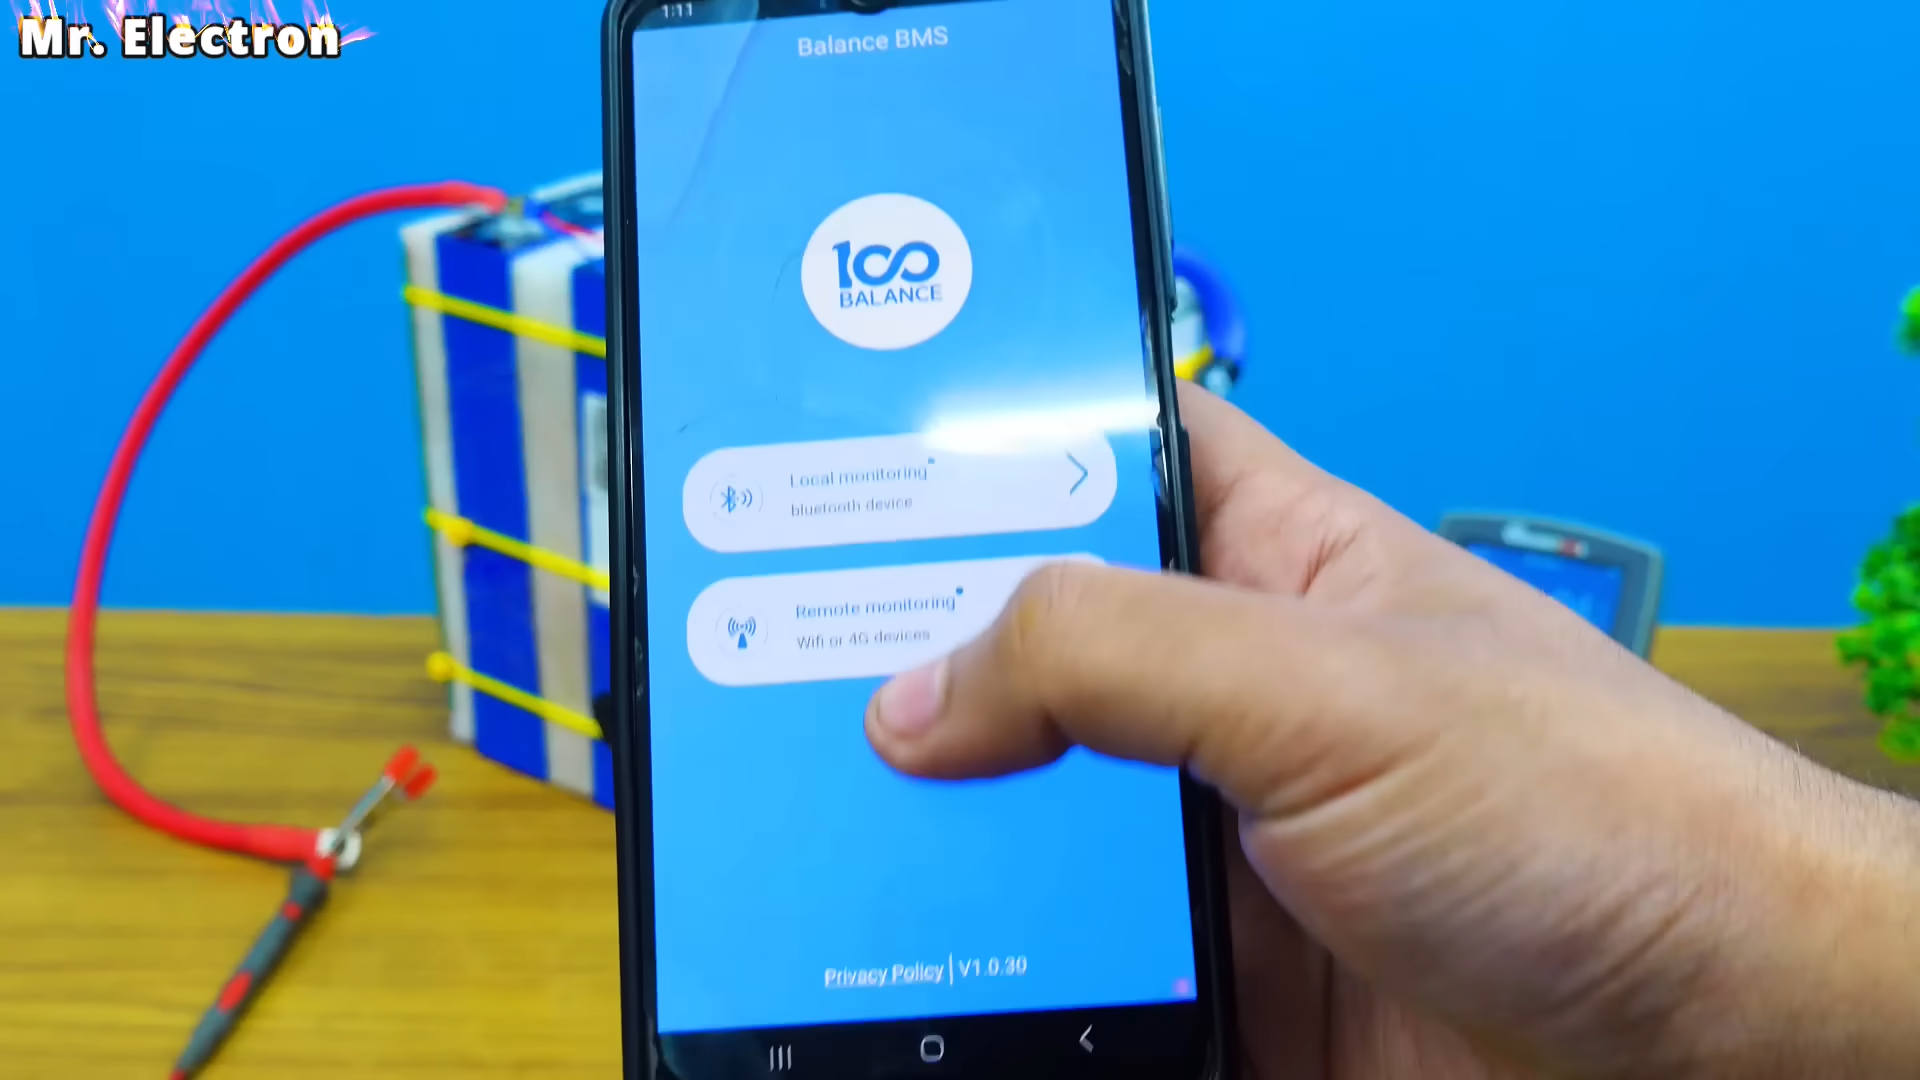 Mr. Electron
1:11
Balance BMS
100
BALANCE
Local monitoring
bluetooth device
Remote monitoring
Wifi or 4G devices
Privacy Policy | V1.0.30